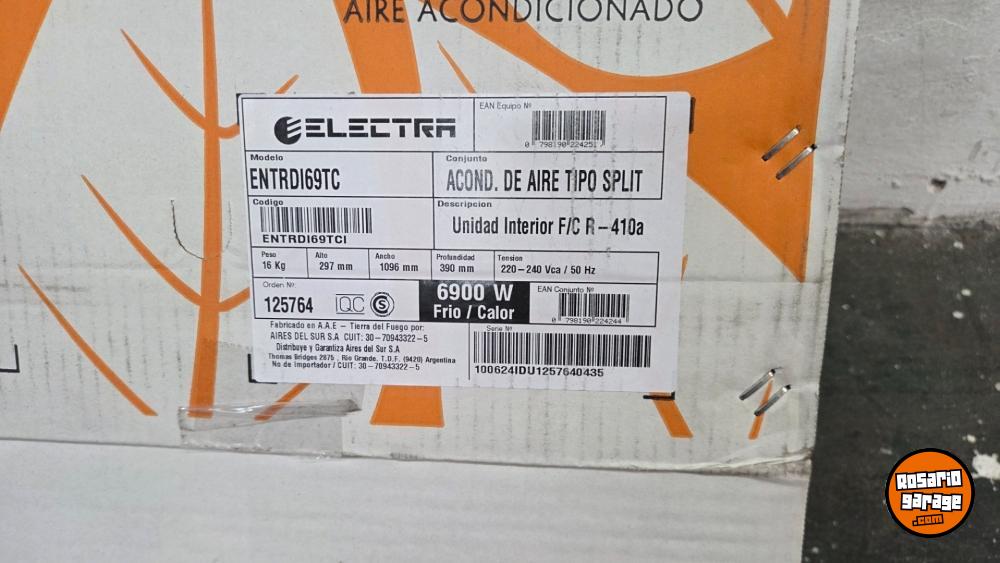 AIRE ACONDICIONADO
ELECTRA
EAN Equipo Nº
0 798190 224251
Modelo
ENTRDI69TC
Conjunto
ACOND. DE AIRE TIPO SPLIT
Codigo
ENTRDI69TCI
Descripcion
Unidad Interior F/C R-410a
Peso
16 Kg
Alto
297 mm
Ancho
1096 mm
Profundidad
390 mm
Tension
220-240 Vca / 50 Hz
Orden Nº:
125764
IQC
S
6900 W
Frio / Calor
EAN Conjunto Nº
0 798190 224244
Fabricado en A.A.E - Tierra del Fuego por:
AIRES DEL SUR S.A CUIT: 30-70943322-5
Distribuye y Garantiza Aires del Sur S.A
Thomas Bridges 2875 , Rio Grande. T.D.F. (9420) Argentina
No de Importador / CUIT: 30-70943322-5
Serie Nº
100624IDU1257640435
Rosario
garage
.com